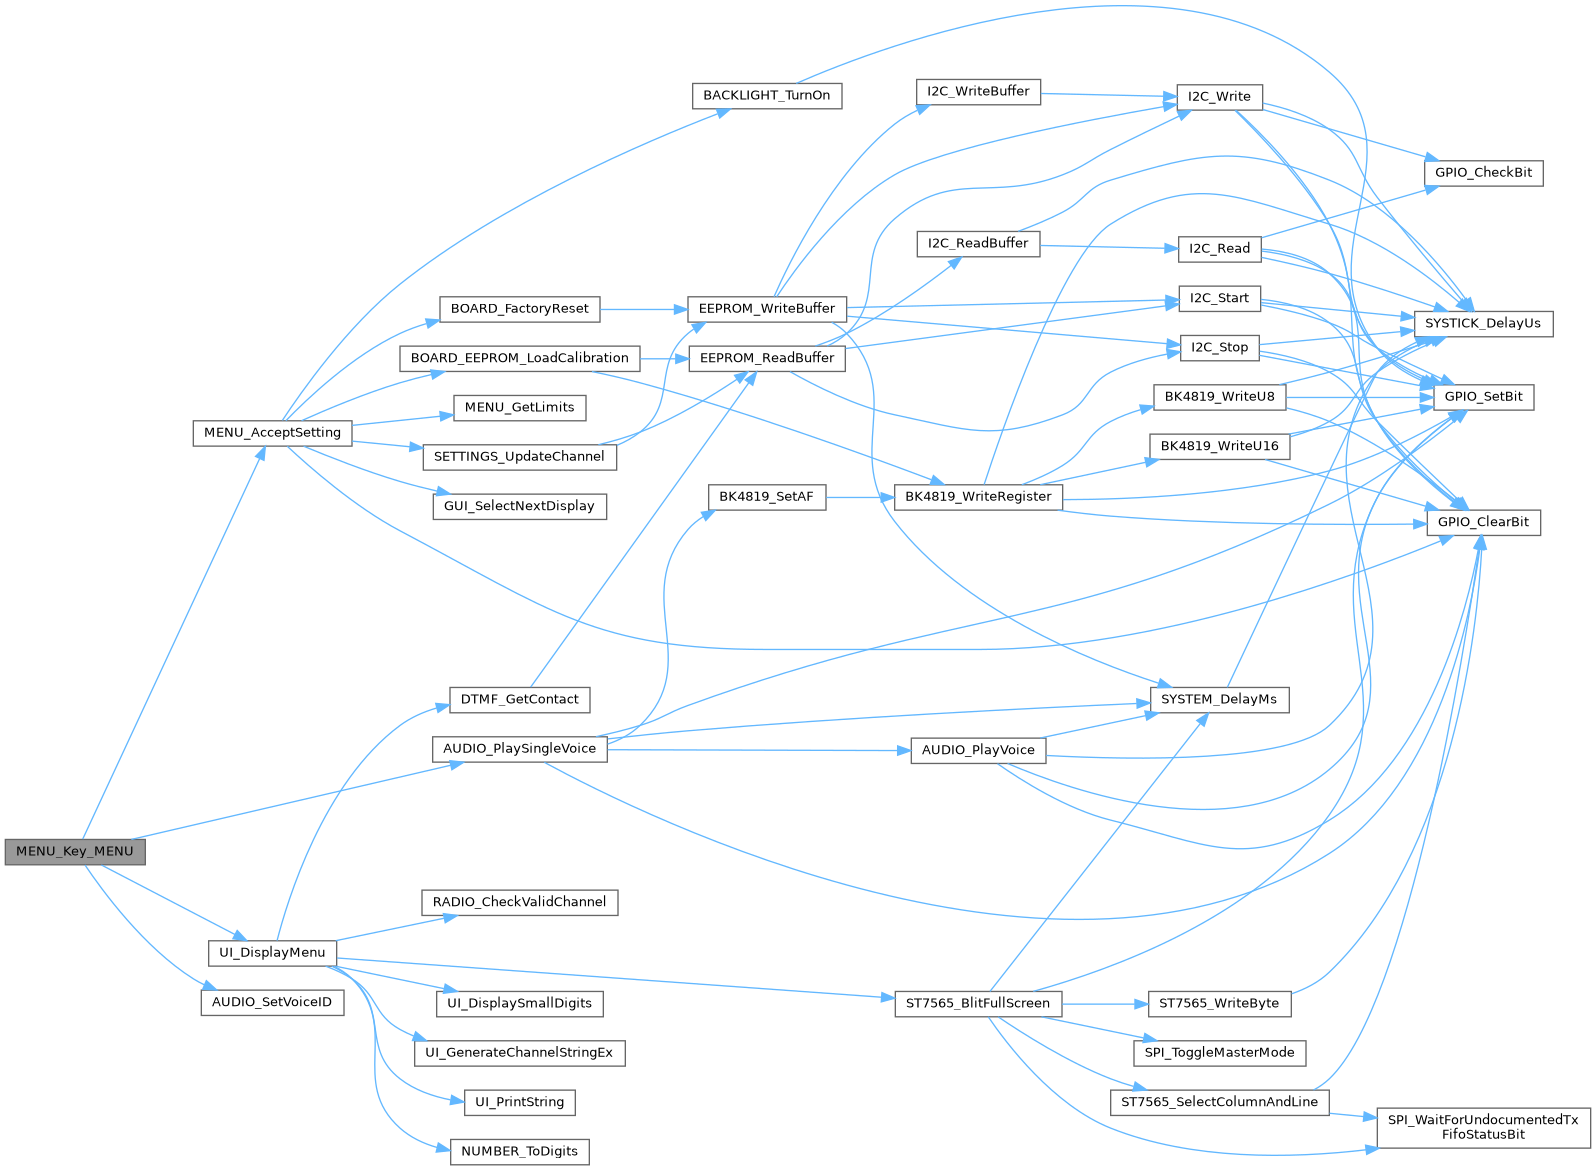 BACKLIGHT_TurnOn
I2C_WriteBuffer
I2C_Write
GPIO_CheckBit
I2C_ReadBuffer
I2C_Read
BOARD_FactoryReset
EEPROM_WriteBuffer
I2C_Start
SYSTICK_DelayUs
BOARD_EEPROM_LoadCalibration
EEPROM_ReadBuffer
I2C_Stop
MENU_GetLimits
BK4819_WriteU8
GPIO_SetBit
MENU_AcceptSetting
SETTINGS_UpdateChannel
BK4819_WriteU16
GUI_SelectNextDisplay
BK4819_SetAF
BK4819_WriteRegister
GPIO_ClearBit
DTMF_GetContact
SYSTEM_DelayMs
AUDIO_PlaySingleVoice
AUDIO_PlayVoice
MENU_Key_MENU
RADIO_CheckValidChannel
UI_DisplayMenu
AUDIO_SetVoiceID
UI_DisplaySmallDigits
ST7565_BlitFullScreen
ST7565_WriteByte
UI_GenerateChannelStringEx
SPI_ToggleMasterMode
UI_PrintString
ST7565_SelectColumnAndLine
SPI_WaitForUndocumentedTx
FifoStatusBit
NUMBER_ToDigits